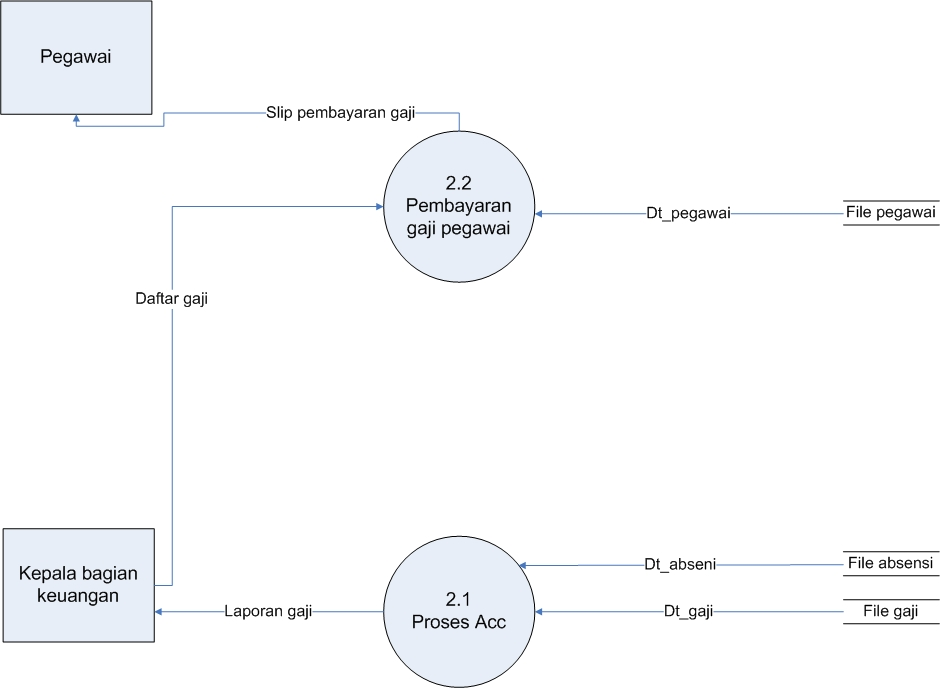 Pegawai
Slip pembayaran gaji
2.2
Pembayaran
gaji pegawai
Dt_pegawai
File pegawai
Daftar gaji
Kepala bagian
keuangan
Laporan gaji
2.1
Proses Acc
Dt_abseni
File absensi
Dt_gaji
File gaji